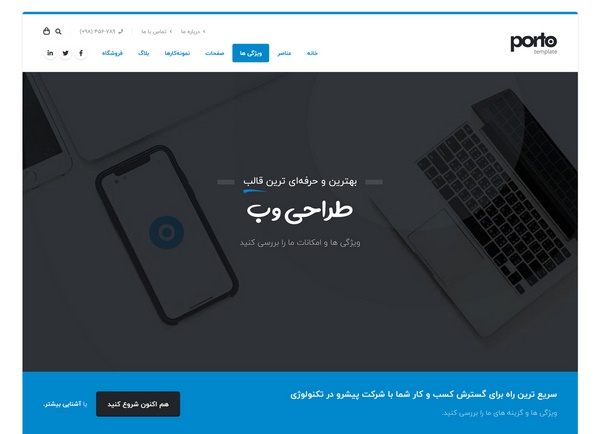 درباره ما
تماس با ما
(+۹۸) ۴۵۶-۷۸۹
porto
template
خانه
عناصر
ویژگی ها
صفحات
نمونه‌کارها
بلاگ
فروشگاه
بهترین و حرفه‌ای ترین قالب
طراحی وب
ویژگی ها و امکانات ما را بررسی کنید
سریع ترین راه برای گسترش کسب و کار شما با شرکت پیشرو در تکنولوژی
ویژگی ها و گزینه های ما را بررسی کنید.
هم اکنون شروع کنید
یا آشنایی بیشتر.